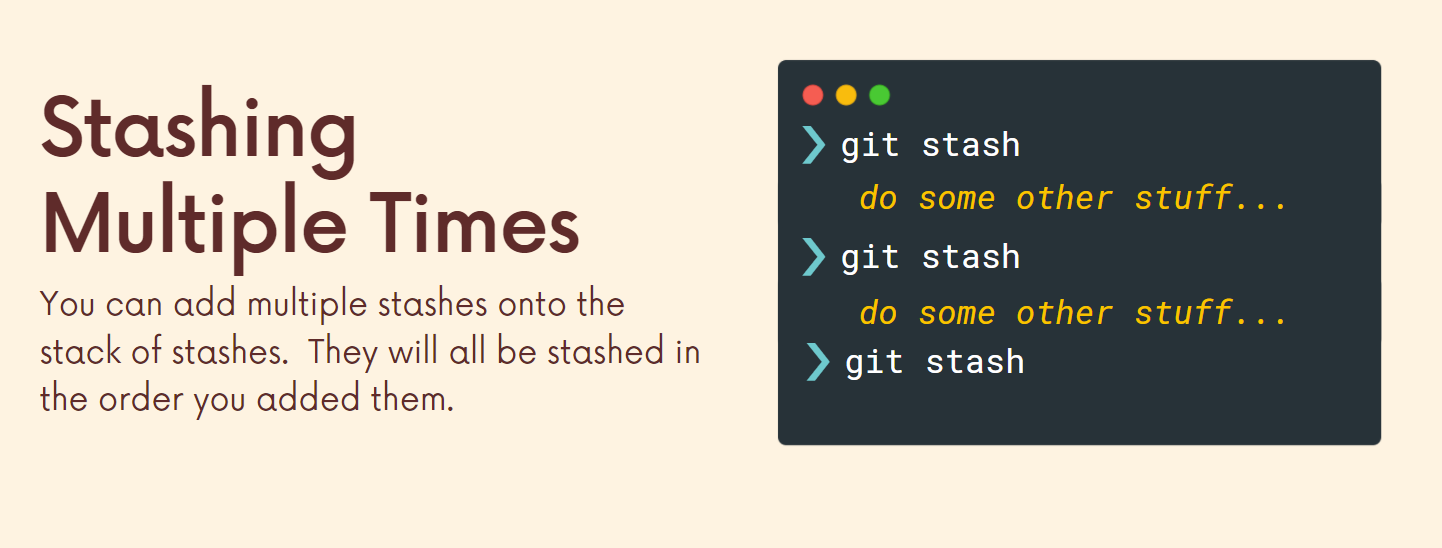 Stashing
Multiple Times
You can add multiple stashes onto the
stack of stashes.  They will all be stashed in
the order you added them.
❯ git stash
do some other stuff...
❯ git stash
do some other stuff...
❯ git stash